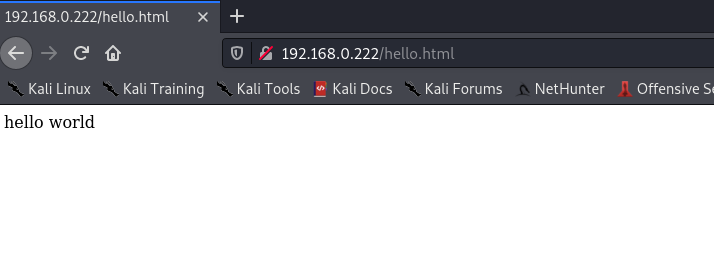 192.168.0.222/hello.html
192.168.0.222/hello.html
Kali Linux Kali Training Kali Tools Kali Docs Kali Forums NetHunter Offensive
hello world